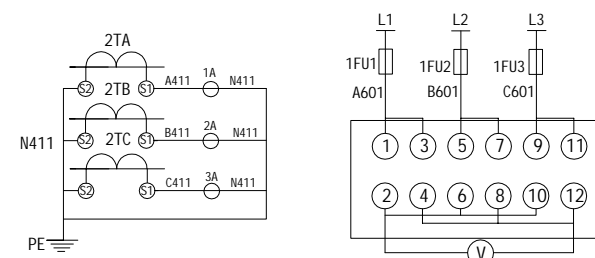 2TA
S2 2TB S1 A411 1A N411
N411 S2 2TC S1 B411 2A N411
S2 S1 C411 3A N411
PE
L1 L2 L3
1FU1 1FU2 1FU3
A601 B601 C601
1 3 5 7 9 11
2 4 6 8 10 12
V